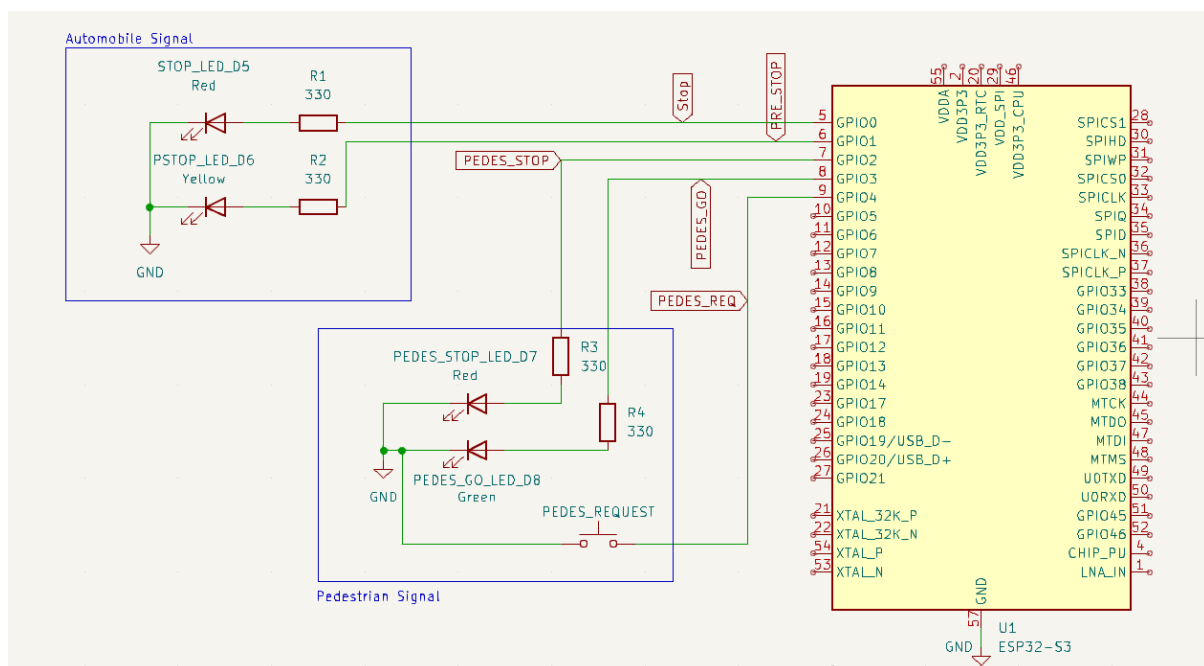 Automobile Signal
STOP_LED_D5
Red
R1
330
PSTOP_LED_D6
Yellow
R2
330
GND
Stop
PRE_STOP
PEDES_STOP
PEDES_GO
PEDES_REQ
R3
330
PEDES_STOP_LED_D7
Red
R4
330
GND
PEDES_GO_LED_D8
Green
PEDES_REQUEST
Pedestrian Signal
55 VDDA
2 VDD3P3
20 VDD3P3_RTC
29 VDD_SPI
46 VDD3P3_CPU
5 GPIO0
6 GPIO1
7 GPIO2
8 GPIO3
9 GPIO4
10 GPIO5
11 GPIO6
12 GPIO7
13 GPIO8
14 GPIO9
15 GPIO10
16 GPIO11
17 GPIO12
18 GPIO13
19 GPIO14
23 GPIO17
24 GPIO18
25 GPIO19/USB_D-
26 GPIO20/USB_D+
27 GPIO21
21 XTAL_32K_P
22 XTAL_32K_N
54 XTAL_P
53 XTAL_N
SPICS1 28
SPIHD 30
SPIWP 31
SPICS0 32
SPICLK 33
SPIQ 34
SPID 35
SPICLK_N 36
SPICLK_P 37
GPIO33 38
GPIO34 39
GPIO35 40
GPIO36 41
GPIO37 42
GPIO38 43
MTCK 44
MTDO 45
MTDI 47
MTMS 48
U0TXD 49
U0RXD 50
GPIO45 51
GPIO46 52
CHIP_PU 4
LNA_IN 1
GND
57
U1
GND
ESP32-S3